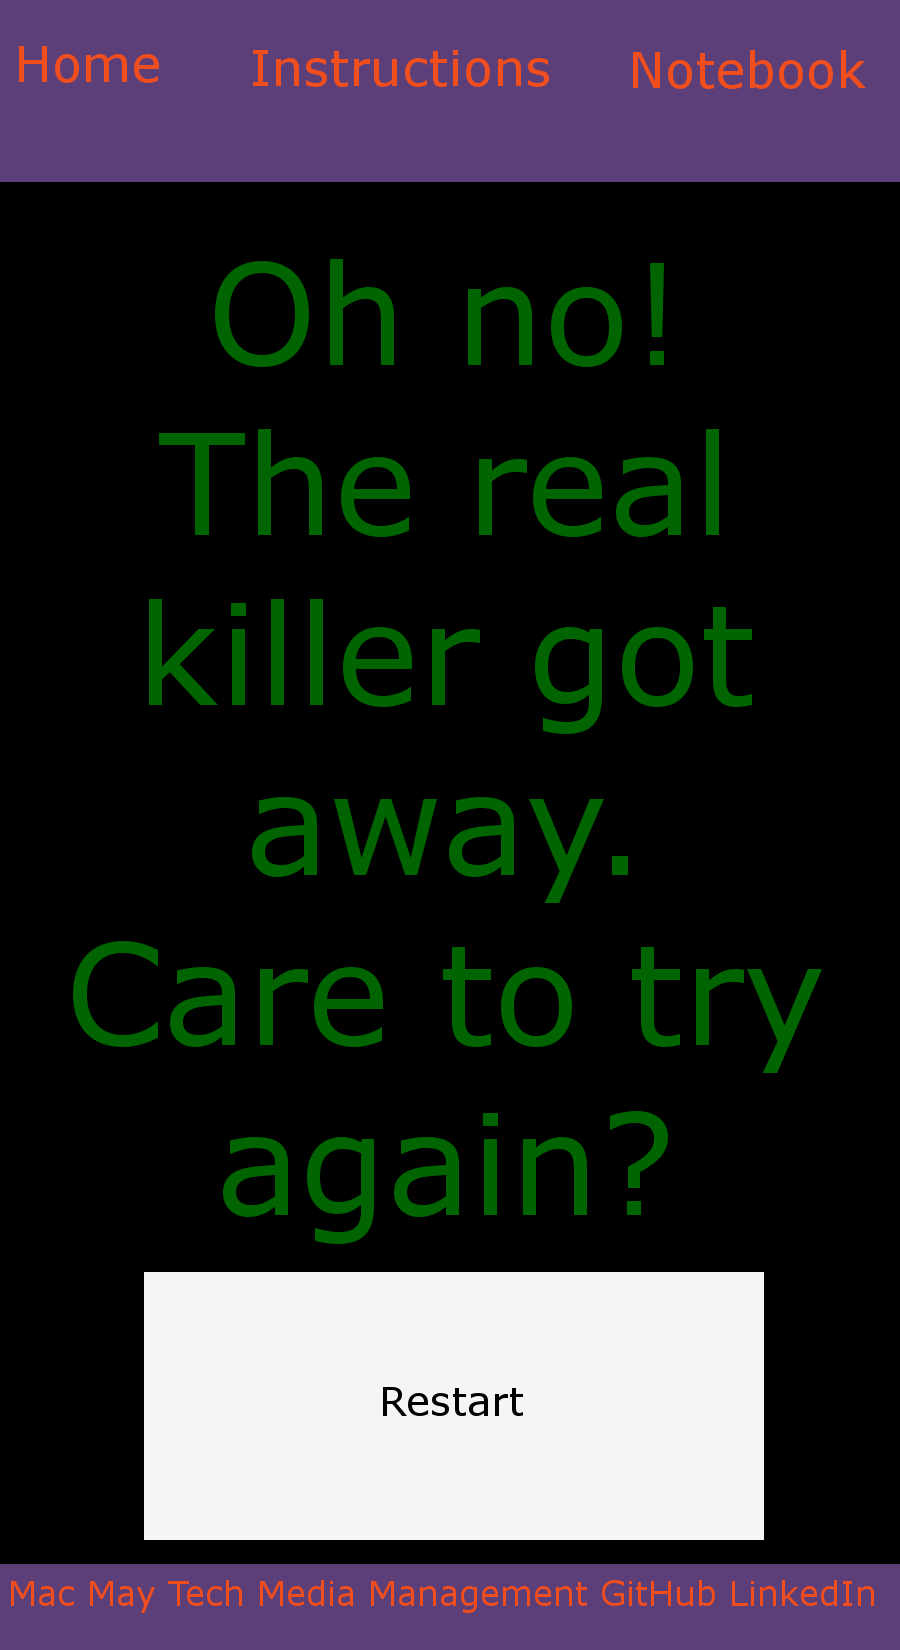 Home Instructions Notebook
Oh no!
The real
killer got
away.
Care to try
again?
Restart
Mac May Tech Media Management GitHub LinkedIn